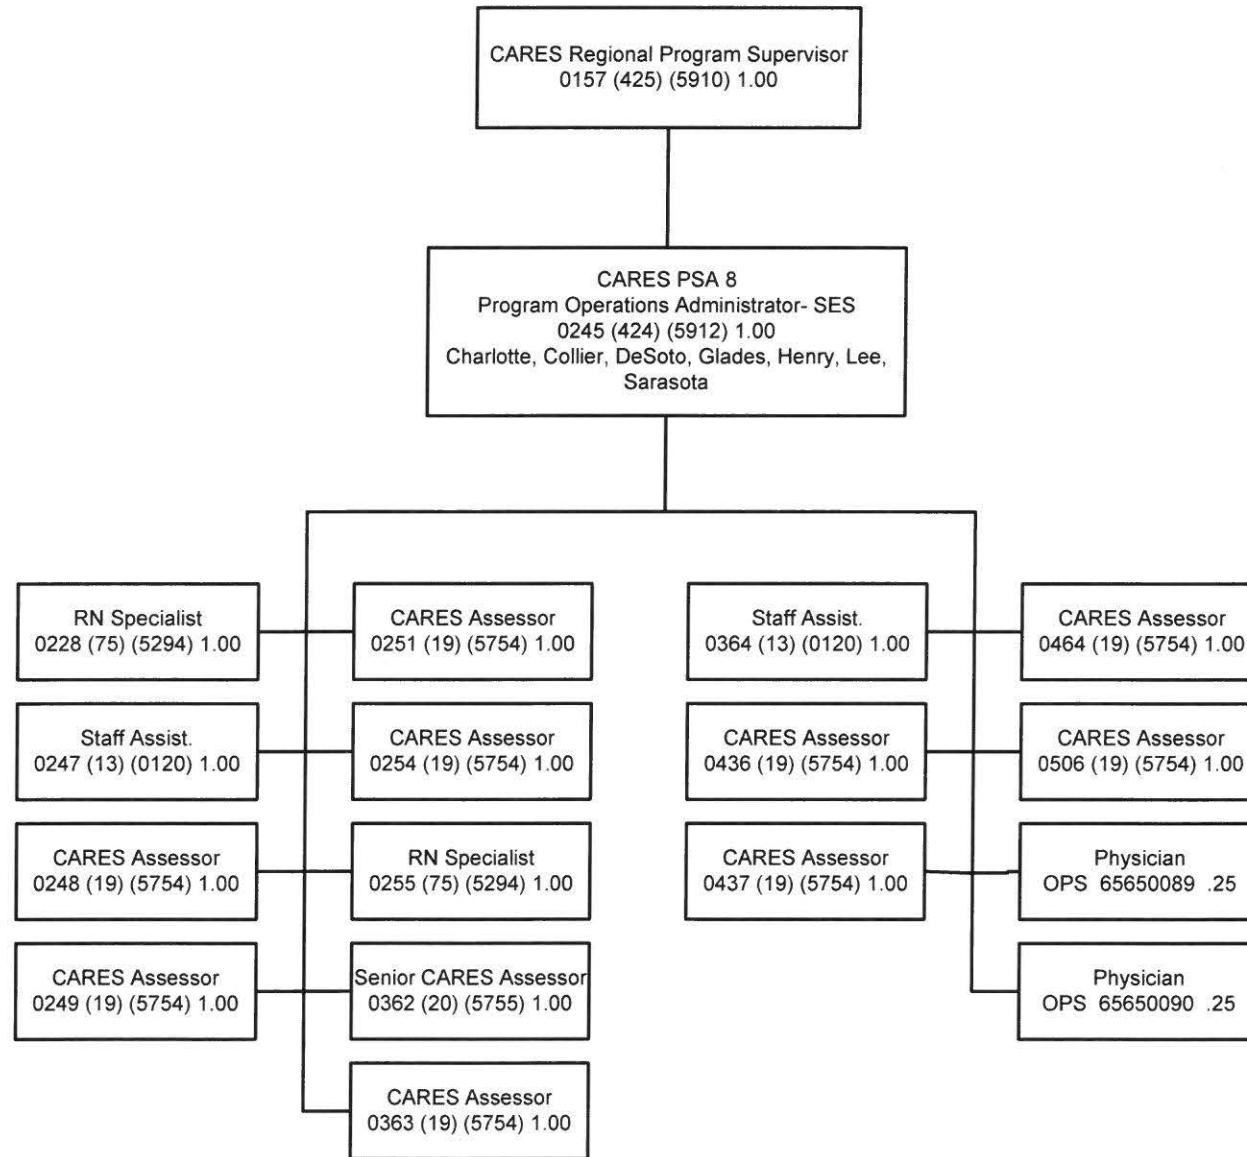 CARES Regional Program Supervisor
0157 (425) (5910) 1.00
CARES PSA 8
Program Operations Administrator- SES
0245 (424) (5912) 1.00
Charlotte, Collier, DeSoto, Glades, Henry, Lee,
Sarasota
RN Specialist
0228 (75) (5294) 1.00
CARES Assessor
0251 (19) (5754) 1.00
Staff Assist.
0364 (13) (0120) 1.00
CARES Assessor
0464 (19) (5754) 1.00
Staff Assist.
0247 (13) (0120) 1.00
CARES Assessor
0254 (19) (5754) 1.00
CARES Assessor
0436 (19) (5754) 1.00
CARES Assessor
0506 (19) (5754) 1.00
CARES Assessor
0248 (19) (5754) 1.00
RN Specialist
0255 (75) (5294) 1.00
CARES Assessor
0437 (19) (5754) 1.00
Physician
OPS 65650089 .25
CARES Assessor
0249 (19) (5754) 1.00
Senior CARES Assessor
0362 (20) (5755) 1.00
Physician
OPS 65650090 .25
CARES Assessor
0363 (19) (5754) 1.00